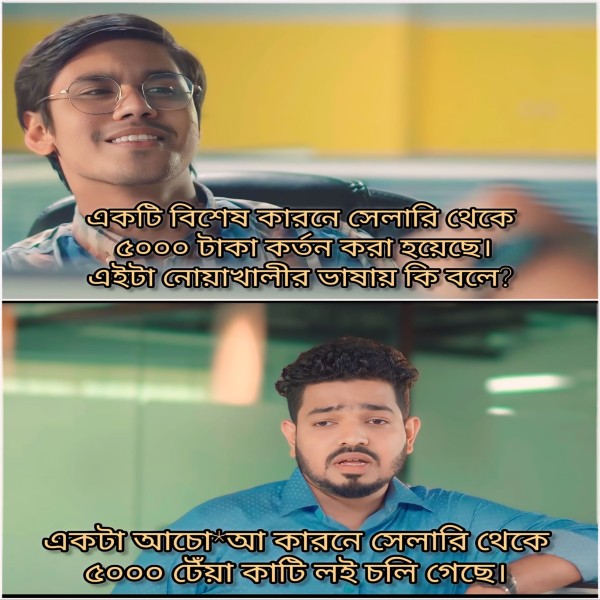 একটি বিশেষ কারনে সেলারি থেকে
৫০০০ টাকা কর্তন করা হয়েছে।
এইটা নোয়াখালীর ভাষায় কি বলে?
একটা আচো*আ কারনে সেলারি থেকে
৫০০০ টেঁয়া কাটি লই চলি গেছে।